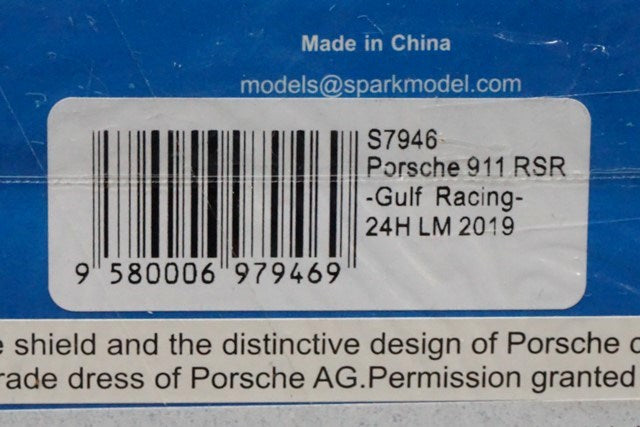 Made in China
models@sparkmodel.com
S7946
Porsche 911 RSR
-Gulf Racing-
24H LM 2019
9 580006 979469
shield and the distinctive design of Porsche
dress of Porsche AG.Permission granted